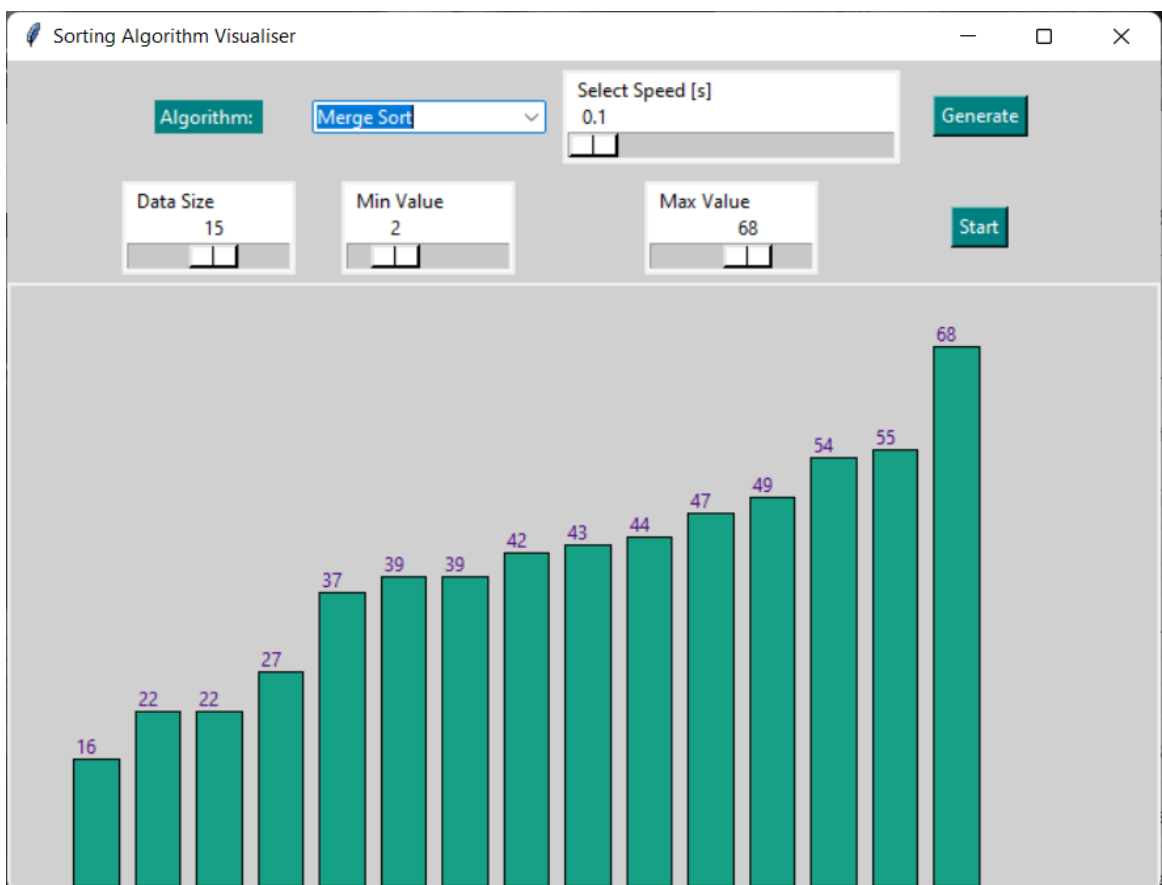 Sorting Algorithm Visualiser
Algorithm:
Merge Sort
Select Speed [s]
0.1
Generate
Data Size
15
Min Value
2
Max Value
68
Start
16
22
22
27
37
39
39
42
43
44
47
49
54
55
68